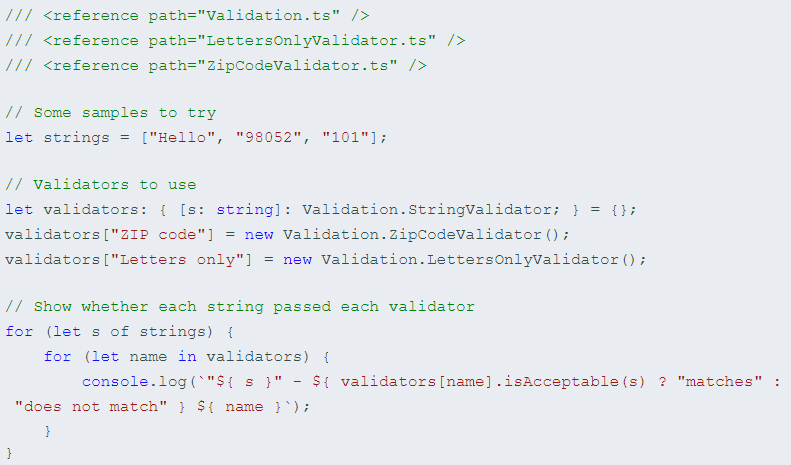 /// <reference path="Validation.ts" />
/// <reference path="LettersOnlyValidator.ts" />
/// <reference path="ZipCodeValidator.ts" />
// Some samples to try
let strings = ["Hello", "98052", "101"];
// Validators to use
let validators: { [s: string]: Validation.StringValidator; } = {};
validators["ZIP code"] = new Validation.ZipCodeValidator();
validators["Letters only"] = new Validation.LettersOnlyValidator();
// Show whether each string passed each validator
for (let s of strings) {
    for (let name in validators) {
        console.log(`"${ s }" - ${ validators[name].isAcceptable(s) ? "matches" :
 "does not match" } ${ name }`);
    }
}